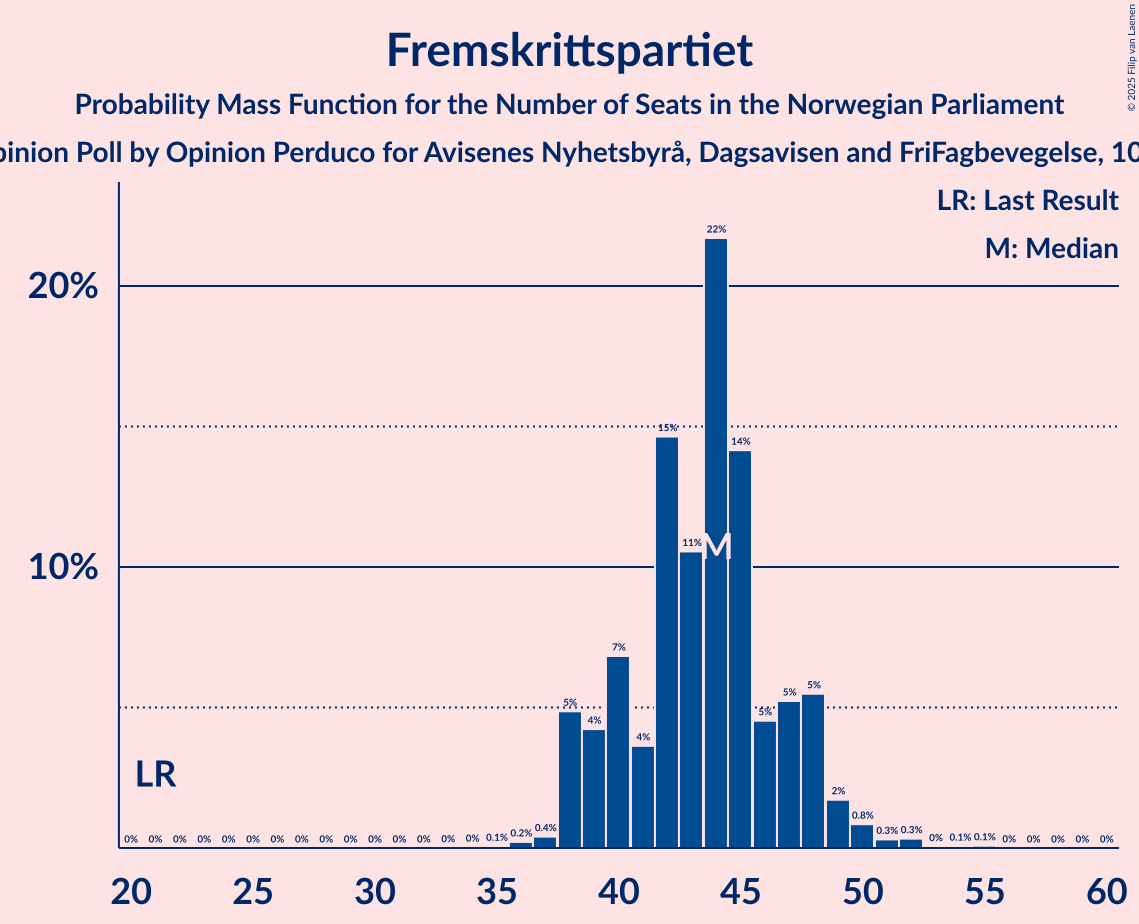 Fremskrittspartiet
Probability Mass Function for the Number of Seats in the Norwegian Parliament
Poll by Opinion Perduco for Avisenes Nyhetsbyrå, Dagsavisen and FriFagbevegelse, 10
© 2025 Filip van Laenen
LR: Last Result
M: Median
22%
20%
15%
14%
11%
M
10%
7%
5%
5%
5%
5%
4%
4%
LR
2%
0% 0% 0% 0% 0% 0% 0% 0% 0% 0% 0% 0% 0% 0% 0% 0.1% 0.2% 0.4% 0.8% 0.3% 0.3% 0% 0.1% 0.1% 0% 0% 0% 0% 0%
20 25 30 35 40 45 50 55 60